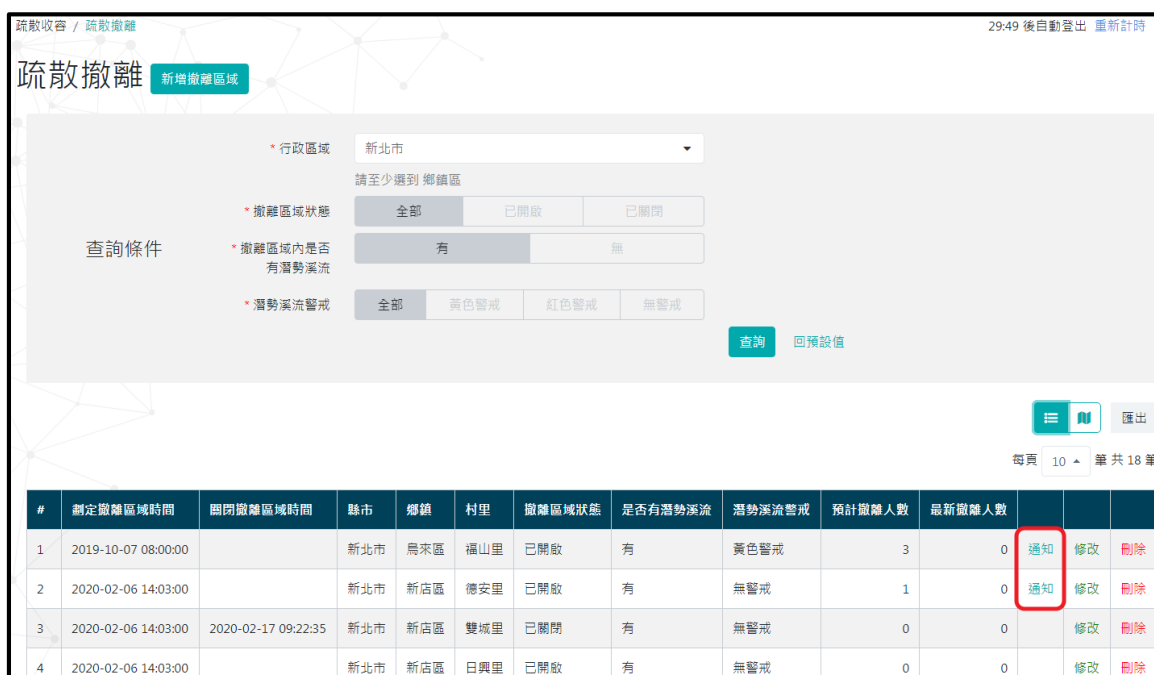 疏散收容 / 疏散撤離 29:49 後自動登出 重新計時
疏散撤離 新增撤離區域
* 行政區域 新北市
請至少選到 鄉鎮區
* 撤離區域狀態 全部 已開啟 已關閉
查詢條件
* 撤離區域內是否有潛勢溪流 有 無
* 潛勢溪流警戒 全部 黃色警戒 紅色警戒 無警戒
查詢 回預設值
匯出
每頁 10 筆 共 18 筆
# 劃定撤離區域時間 關閉撤離區域時間 縣市 鄉鎮 村里 撤離區域狀態 是否有潛勢溪流 潛勢溪流警戒 預計撤離人數 最新撤離人數
1 2019-10-07 08:00:00 新北市 烏來區 福山里 已開啟 有 黃色警戒 3 0 通知 修改 刪除
2 2020-02-06 14:03:00 新北市 新店區 德安里 已開啟 有 無警戒 1 0 通知 修改 刪除
3 2020-02-06 14:03:00 2020-02-17 09:22:35 新北市 新店區 雙城里 已關閉 有 無警戒 0 0 修改 刪除
4 2020-02-06 14:03:00 新北市 新店區 日興里 已開啟 有 無警戒 0 0 修改 刪除